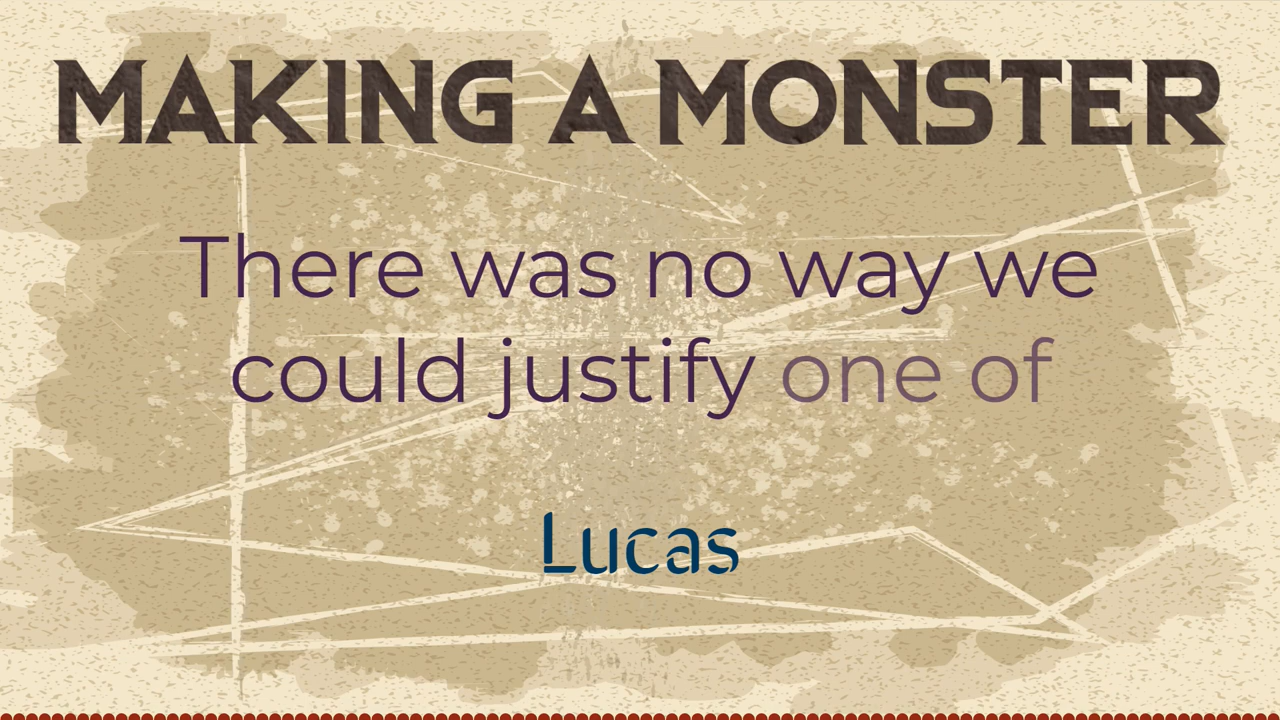 MAKING A MONSTER
There was no way we
could justify one of
Lucas